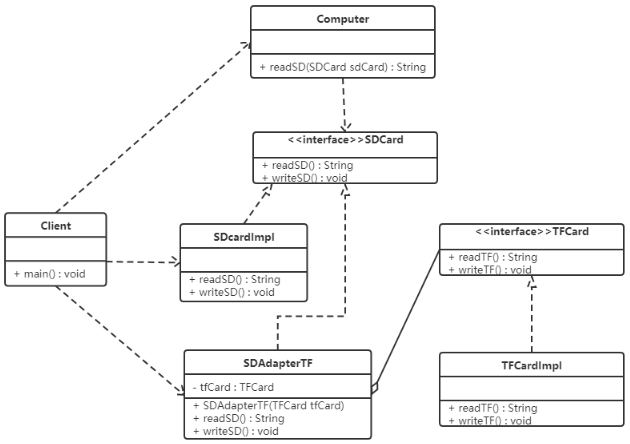 Computer
+ readSD(SDCard sdCard) : String
<<interface>>SDCard
+ readSD() : String
+ writeSD() : void
Client
+ main() : void
SDcardImpl
+ readSD() : String
+ writeSD() : void
<<interface>>TFCard
+ readTF() : String
+ writeTF() : void
SDAdapterTF
- tfCard : TFCard
+ SDAdapterTF(TFCard tfCard)
+ readSD() : String
+ writeSD() : void
TFCardImpl
+ readTF() : String
+ writeTF() : void